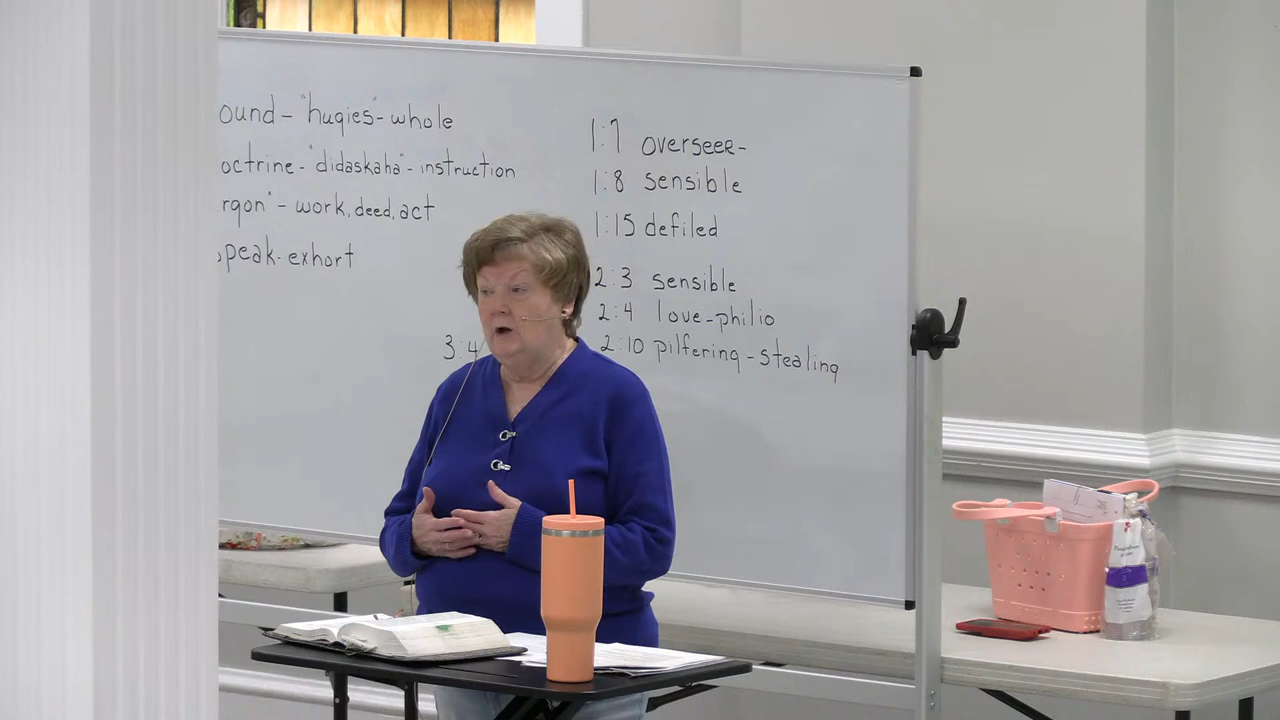 ound - "hugies" - whole
octrine - "didaskaha" - instruction
rgon" - work, deed, act
peak - exhort
3:4
1:7 overseer-
1:8 sensible
1:15 defiled
2:3 sensible
2:4 love-philio
2:10 pilfering-stealing